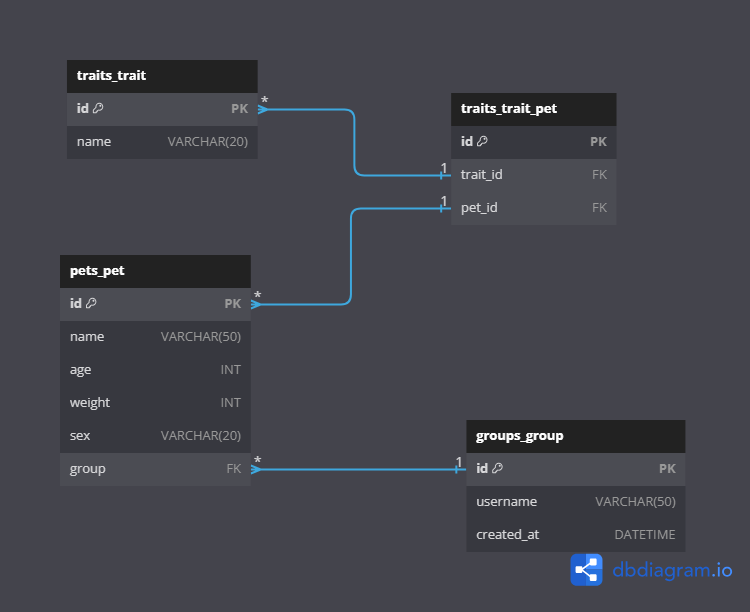 traits_trait
id PK
name VARCHAR(20)
*
traits_trait_pet
id PK
1 trait_id FK
1 pet_id FK
pets_pet
id PK
*
name VARCHAR(50)
age INT
weight INT
sex VARCHAR(20)
group FK
*
groups_group
1 id PK
username VARCHAR(50)
created_at DATETIME
dbdiagram.io